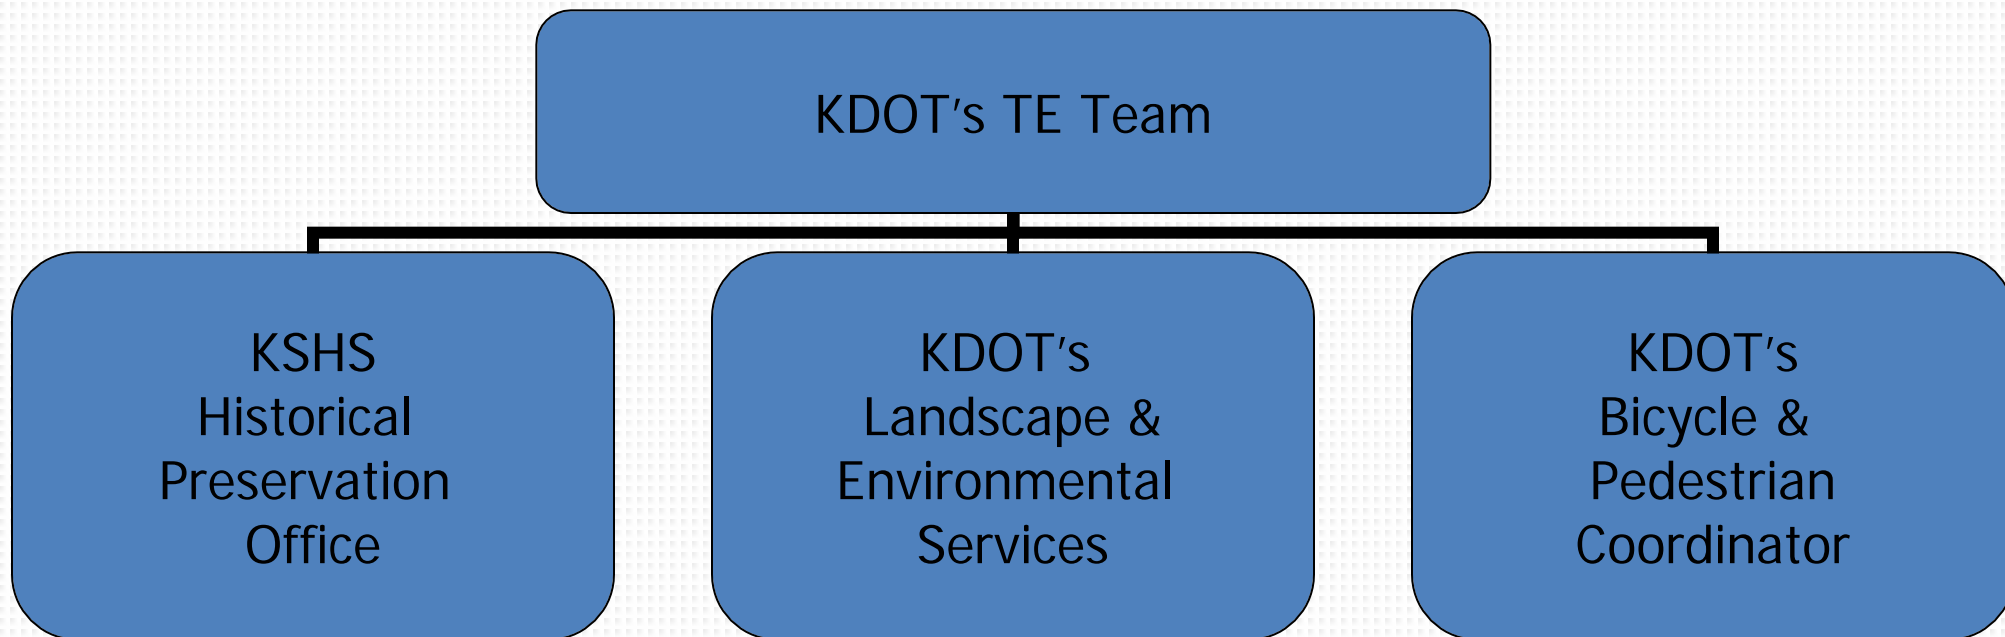 KDOT's TE Team
KSHS
Historical
Preservation
Office
KDOT's
Landscape &
Environmental
Services
KDOT's
Bicycle &
Pedestrian
Coordinator